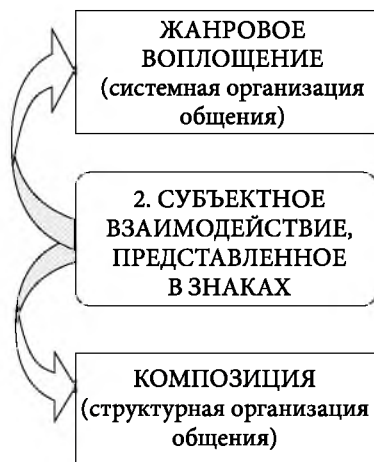 ЖАНРОВОЕ
ВОПЛОЩЕНИЕ
(системная организация
общения)
2. СУБЪЕКТНОЕ
ВЗАИМОДЕЙСТВИЕ,
ПРЕДСТАВЛЕННОЕ
В ЗНАКАХ
КОМПОЗИЦИЯ
(структурная организация
общения)